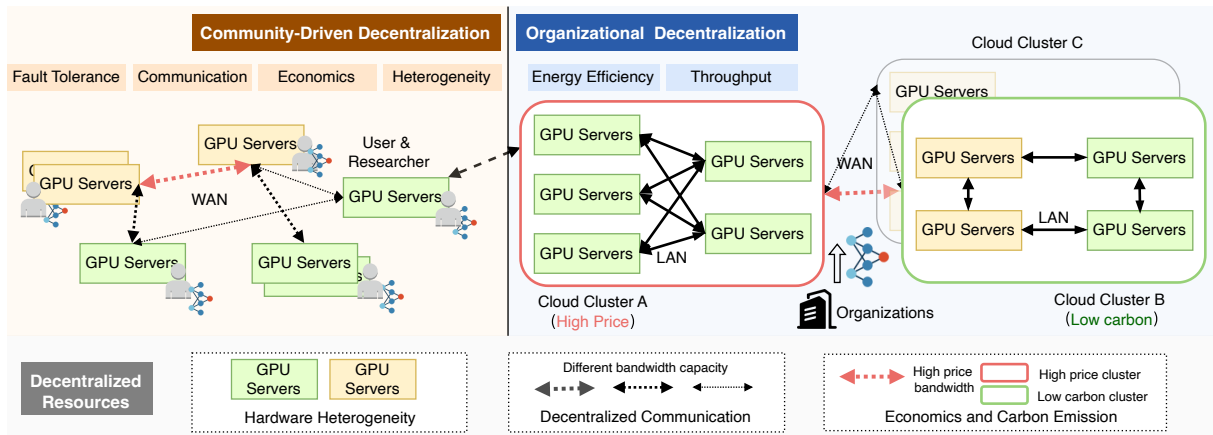 Community-Driven Decentralization
Organizational Decentralization
Fault Tolerance
Communication
Economics
Heterogeneity
Energy Efficiency
Throughput
Cloud Cluster C
GPU Servers
GPU Servers
User &
Researcher
GPU Servers
WAN
GPU Servers
GPU Servers
GPU Servers
GPU Servers
GPU Servers
GPU Servers
GPU Servers
LAN
Cloud Cluster A
(High Price)
WAN
GPU Servers
GPU Servers
GPU Servers
GPU Servers
GPU Servers
LAN
Organizations
Cloud Cluster B
(Low carbon)
Decentralized
Resources
GPU
Servers
GPU
Servers
Hardware Heterogeneity
Different bandwidth capacity
Decentralized Communication
High price
bandwidth
High price cluster
Low carbon cluster
Economics and Carbon Emission